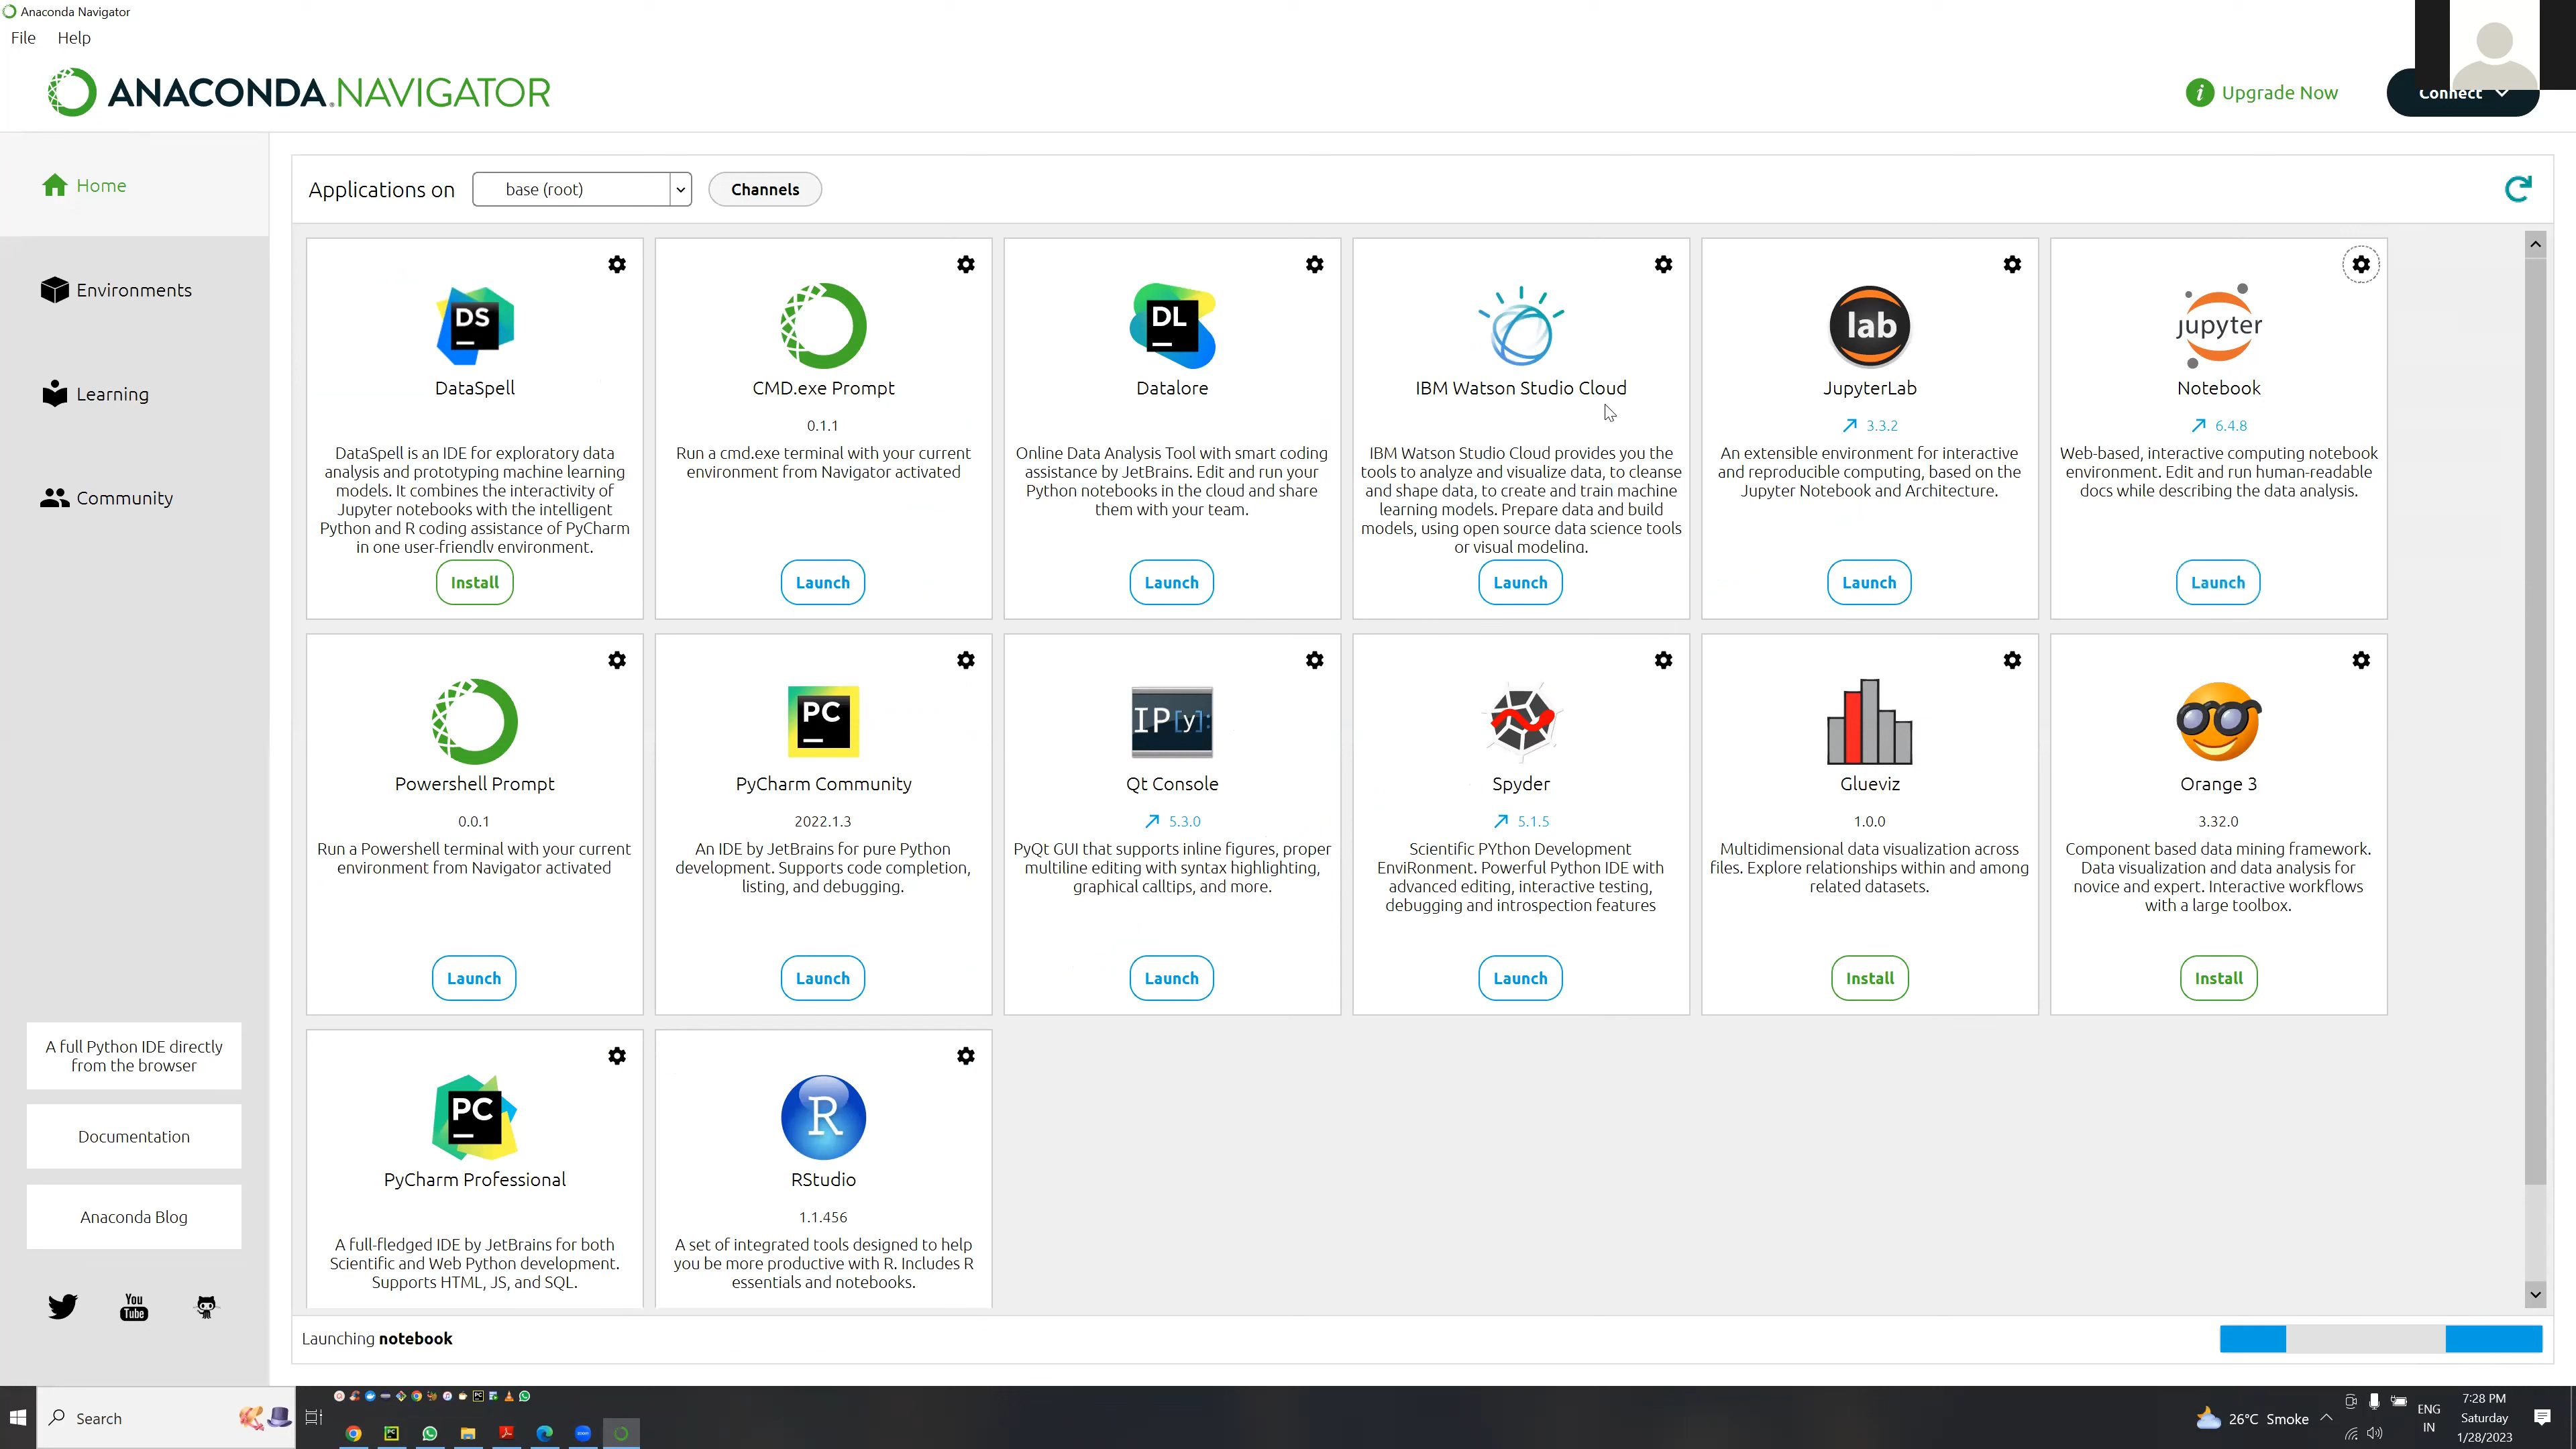 Anaconda Navigator
File Help
ANACONDA.NAVIGATOR
i Upgrade Now
Connect
Home
Environments
Learning
Community
Applications on base (root) Channels
DS
DataSpell
DataSpell is an IDE for exploratory data
analysis and prototyping machine learning
models. It combines the interactivity of
Jupyter notebooks with the intelligent
Python and R coding assistance of PyCharm
in one user-friendly environment.
Install
CMD.exe Prompt
0.1.1
Run a cmd.exe terminal with your current
environment from Navigator activated
Launch
DL
Datalore
Online Data Analysis Tool with smart coding
assistance by JetBrains. Edit and run your
Python notebooks in the cloud and share
them with your team.
Launch
IBM Watson Studio Cloud
IBM Watson Studio Cloud provides you the
tools to analyze and visualize data, to cleanse
and shape data, to create and train machine
learning models. Prepare data and build
models, using open source data science tools
or visual modeling.
Launch
lab
JupyterLab
3.3.2
An extensible environment for interactive
and reproducible computing, based on the
Jupyter Notebook and Architecture.
Launch
jupyter
Notebook
6.4.8
Web-based, interactive computing notebook
environment. Edit and run human-readable
docs while describing the data analysis.
Launch
Powershell Prompt
0.0.1
Run a Powershell terminal with your current
environment from Navigator activated
Launch
PC
PyCharm Community
2022.1.3
An IDE by JetBrains for pure Python
development. Supports code completion,
listing, and debugging.
Launch
IP[y]:
Qt Console
5.3.0
PyQt GUI that supports inline figures, proper
multiline editing with syntax highlighting,
graphical calltips, and more.
Launch
Spyder
5.1.5
Scientific PYthon Development
EnviRonment. Powerful Python IDE with
advanced editing, interactive testing,
debugging and introspection features
Launch
Glueviz
1.0.0
Multidimensional data visualization across
files. Explore relationships within and among
related datasets.
Install
Orange 3
3.32.0
Component based data mining framework.
Data visualization and data analysis for
novice and expert. Interactive workflows
with a large toolbox.
Install
PC
PyCharm Professional
A full-fledged IDE by JetBrains for both
Scientific and Web Python development.
Supports HTML, JS, and SQL.
R
RStudio
1.1.456
A set of integrated tools designed to help
you be more productive with R. Includes R
essentials and notebooks.
A full Python IDE directly
from the browser
Documentation
Anaconda Blog
You
Tube
Launching notebook
Search
26°C Smoke
ENG
IN
7:28 PM
Saturday
1/28/2023